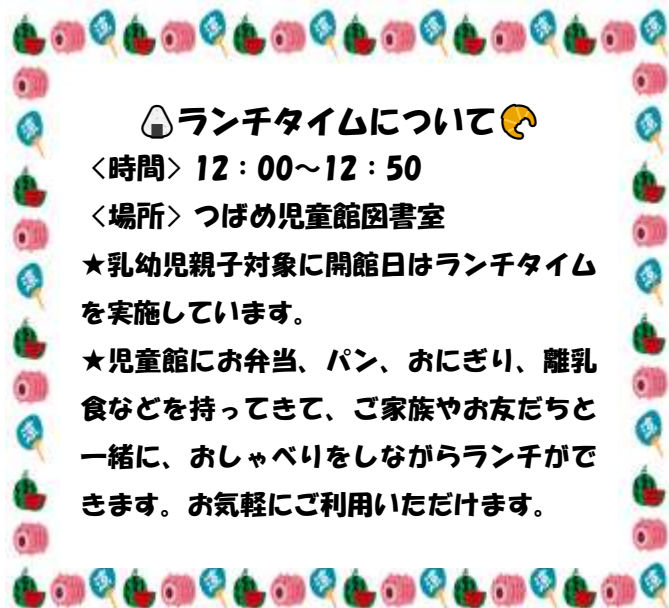 🍙ランチタイムについて🥐
<時間> 12：00～12：50
<場所> つばめ児童館図書室
★乳幼児親子対象に開館日はランチタイム
を実施しています。
★児童館にお弁当、パン、おにぎり、離乳
食などを持ってきて、ご家族やお友だちと
一緒に、おしゃべりをしながらランチがで
きます。お気軽にご利用いただけます。